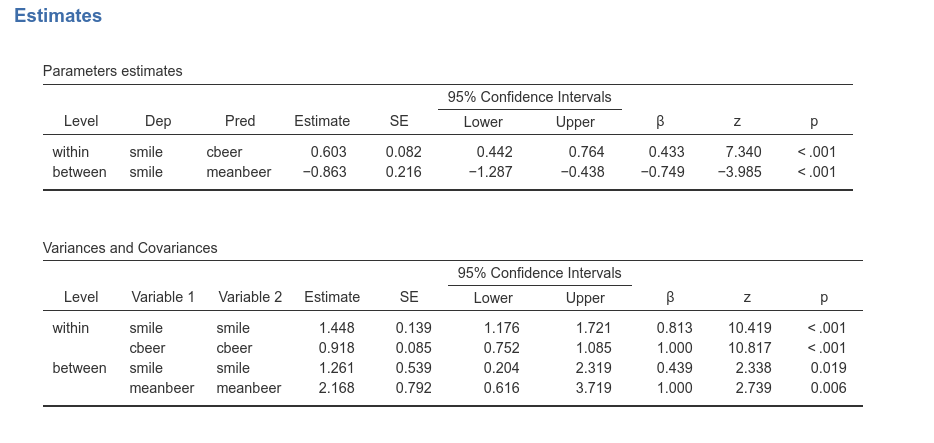 Estimates
Parameters estimates
95% Confidence Intervals
Level Dep Pred Estimate SE Lower Upper β z p
within smile cbeer 0.603 0.082 0.442 0.764 0.433 7.340 < .001
between smile meanbeer −0.863 0.216 −1.287 −0.438 −0.749 −3.985 < .001
Variances and Covariances
95% Confidence Intervals
Level Variable 1 Variable 2 Estimate SE Lower Upper β z p
within smile smile 1.448 0.139 1.176 1.721 0.813 10.419 < .001
cbeer cbeer 0.918 0.085 0.752 1.085 1.000 10.817 < .001
between smile smile 1.261 0.539 0.204 2.319 0.439 2.338 0.019
meanbeer meanbeer 2.168 0.792 0.616 3.719 1.000 2.739 0.006